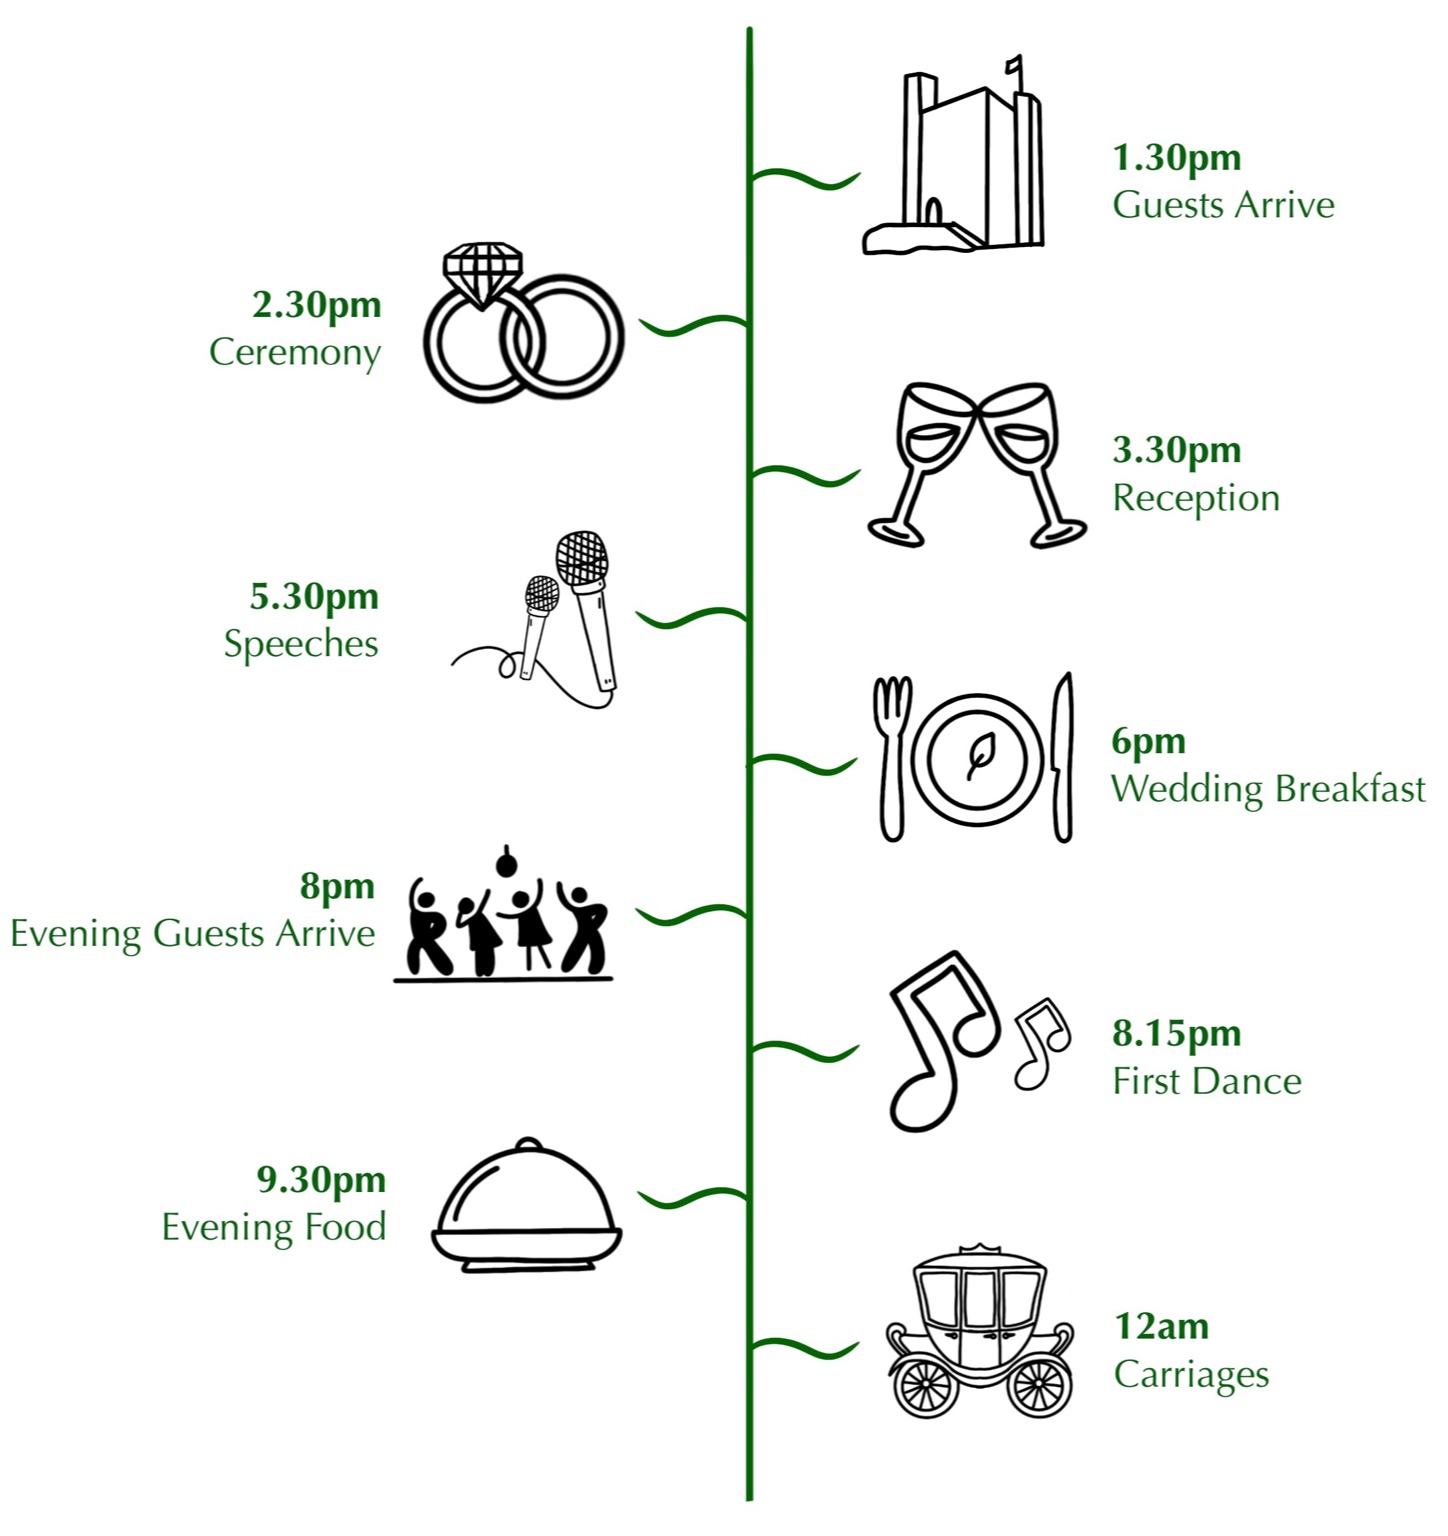 1.30pm
Guests Arrive
2.30pm
Ceremony
3.30pm
Reception
5.30pm
Speeches
6pm
Wedding Breakfast
8pm
Evening Guests Arrive
8.15pm
First Dance
9.30pm
Evening Food
12am
Carriages